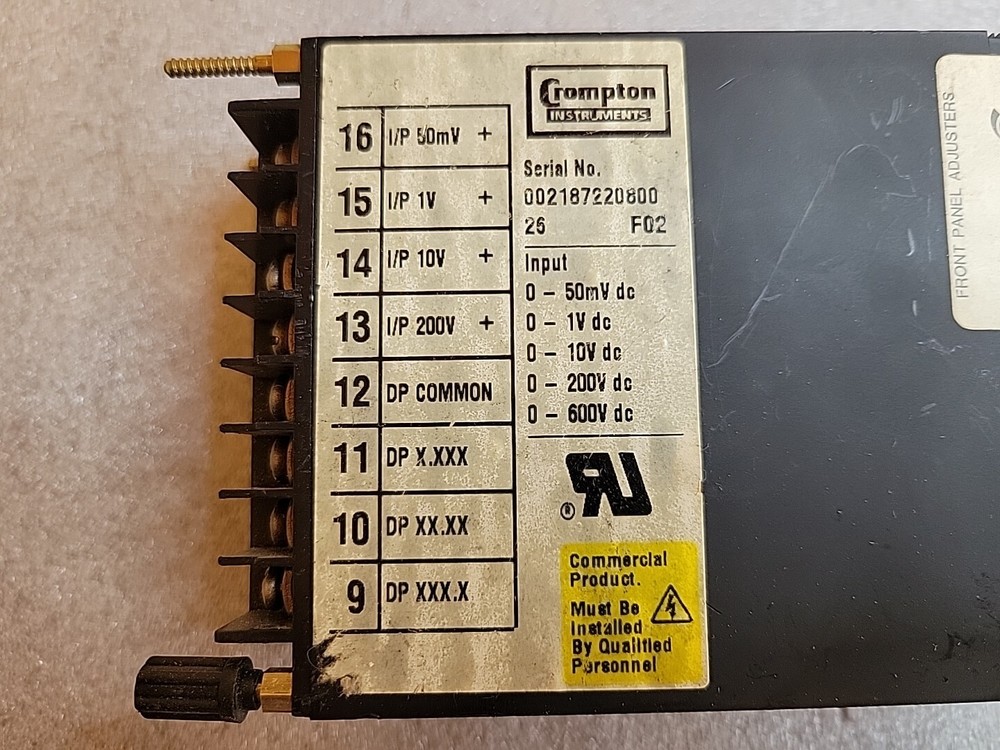 Crompton
INSTRUMENTS
16 I/P 50mV +
15 I/P 1V +
14 I/P 10V +
13 I/P 200V +
12 DP COMMON
11 DP X.XXX
10 DP XX.XX
9 DP XXX.X
Serial No.
002187220800
26 F02
Input
0 – 50mV dc
0 – 1V dc
0 – 10V dc
0 – 200V dc
0 – 600V dc
RU
®
Commercial
Product.
Must Be
Installed
By Qualified
Personnel
FRONT PANEL ADJUSTERS